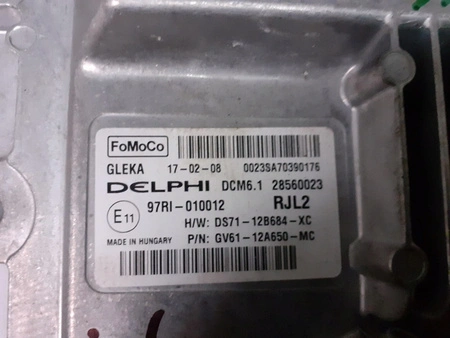 FoMoCo
GLEKA 17-02-08 0023SA70390176
DELPHI DCM6.1 28560023
E11 97RI-010012 RJL2
H/W: DS71-12B684-XC
MADE IN HUNGARY P/N: GV61-12A650-MC